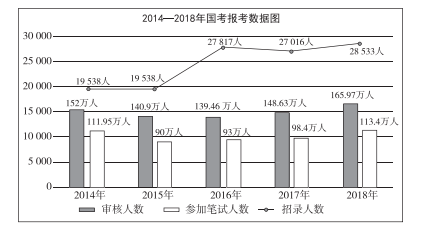 2014—2018年国考报考数据图
30 000
25 000
20 000
15 000
10 000
5 000
0
19 538人
19 538人
27 817人
27 016人
28 533人
152万人
140.9万人
139.46 万人
148.63万人
165.97万人
111.95万人
90万人
93万人
98.4万人
113.4万人
2014年
2015年
2016年
2017年
2018年
审核人数
参加笔试人数
招录人数